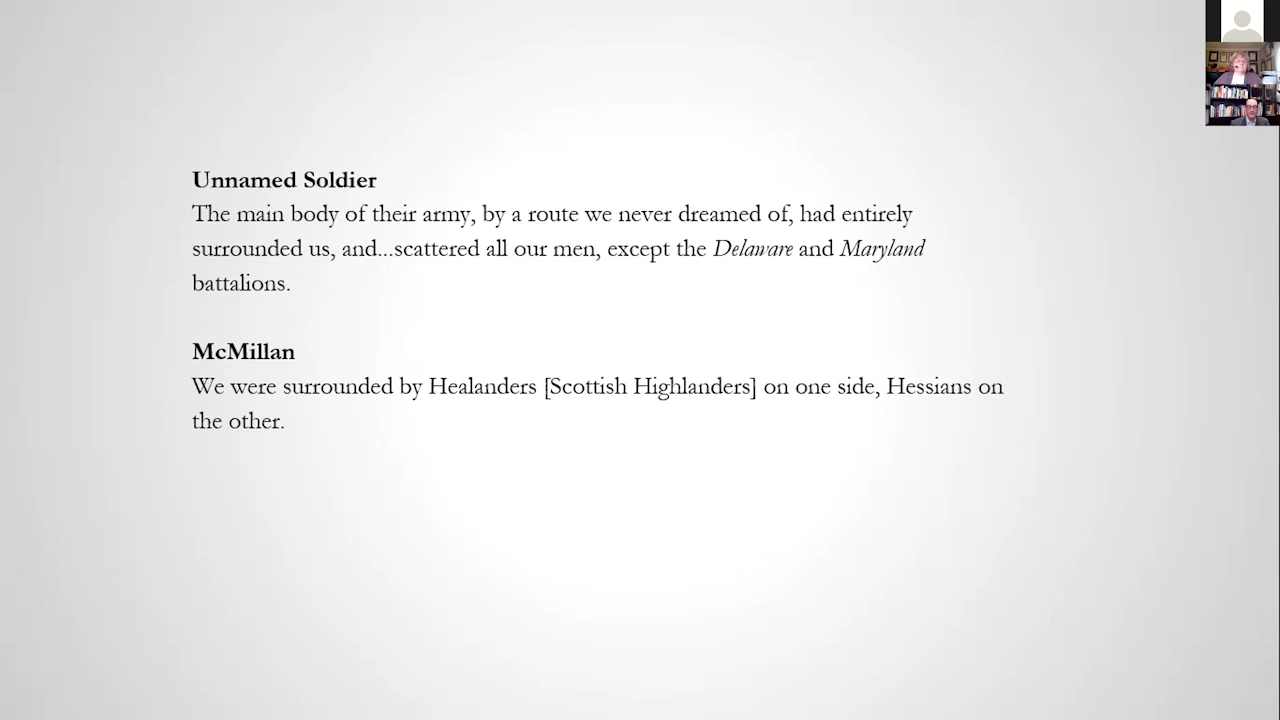 Unnamed Soldier
The main body of their army, by a route we never dreamed of, had entirely
surrounded us, and...scattered all our men, except the Delaware and Maryland
battalions.
McMillan
We were surrounded by Healanders [Scottish Highlanders] on one side, Hessians on
the other.